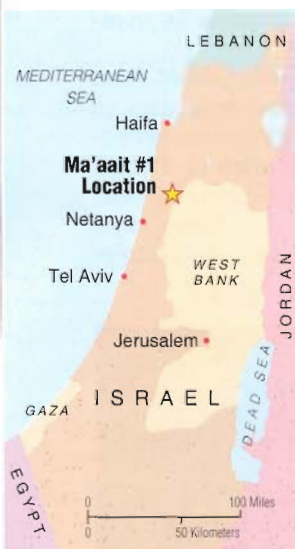 LEBANON
MEDITERRANEAN
SEA
Haifa
Ma'aait #1
Location
Netanya
WEST
BANK
Tel Aviv
JORDAN
Jerusalem
DEAD SEA
ISRAEL
GAZA
EGYPT
0 100 Miles
0 50 Kilometers